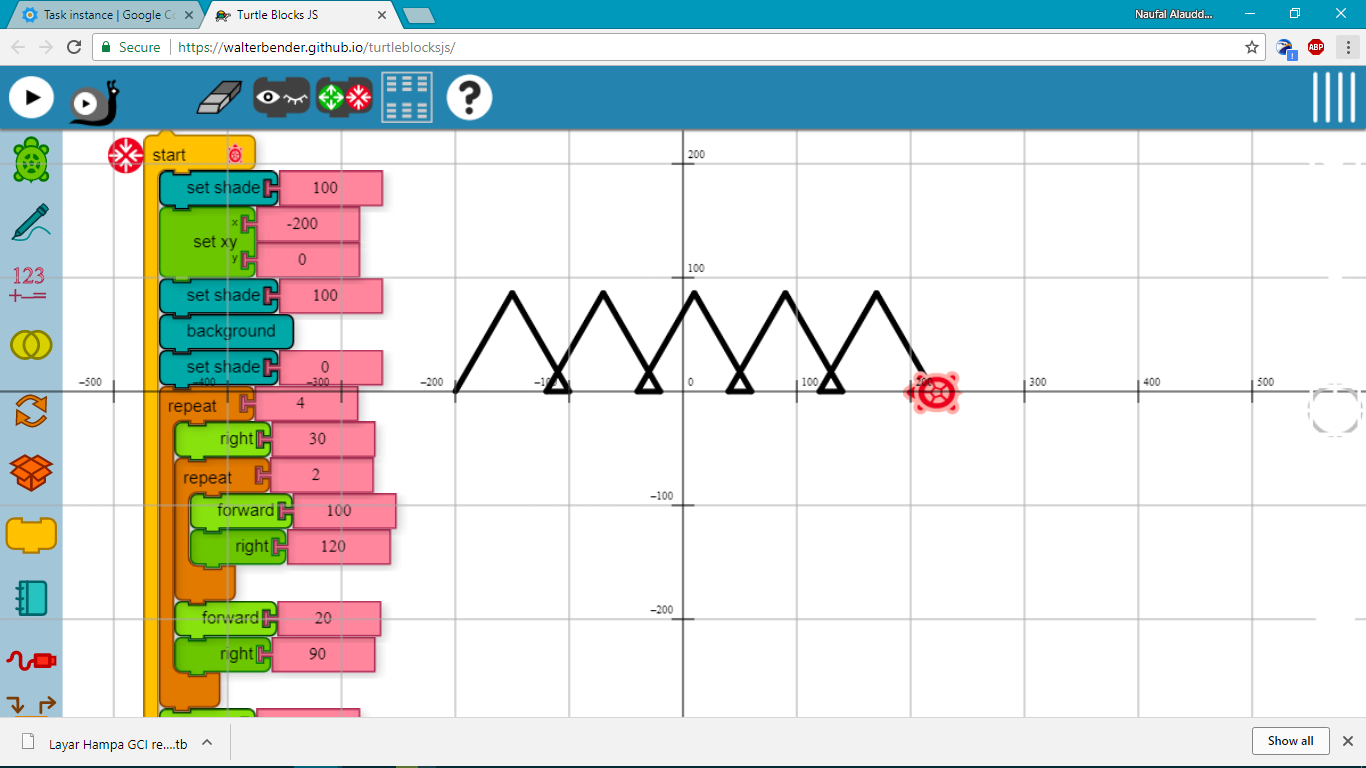 Task instance | Google Co
Turtle Blocks JS
Naufal Alaudd...
Secure
https://walterbender.github.io/turtleblocksjs/
ABP
?
123
start
set shade 100
set xy
x -200
y 0
set shade 100
background
set shade 0
repeat 4
right 30
repeat 2
forward 100
right 120
forward 20
right 90
200
100
-500 -400 -300 -200 -100 0 100 200 300 400 500
-100
-200
Layar Hampa GCI re....tb
Show all